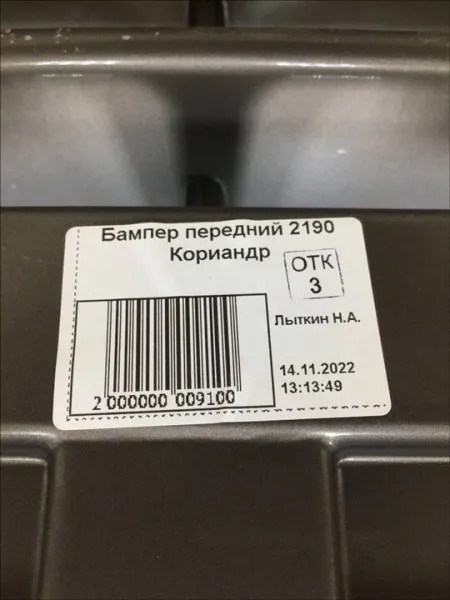 Бампер передний 2190
Кориандр
ОТК
3
Лыткин Н.А.
14.11.2022
13:13:49
2 000000 009100